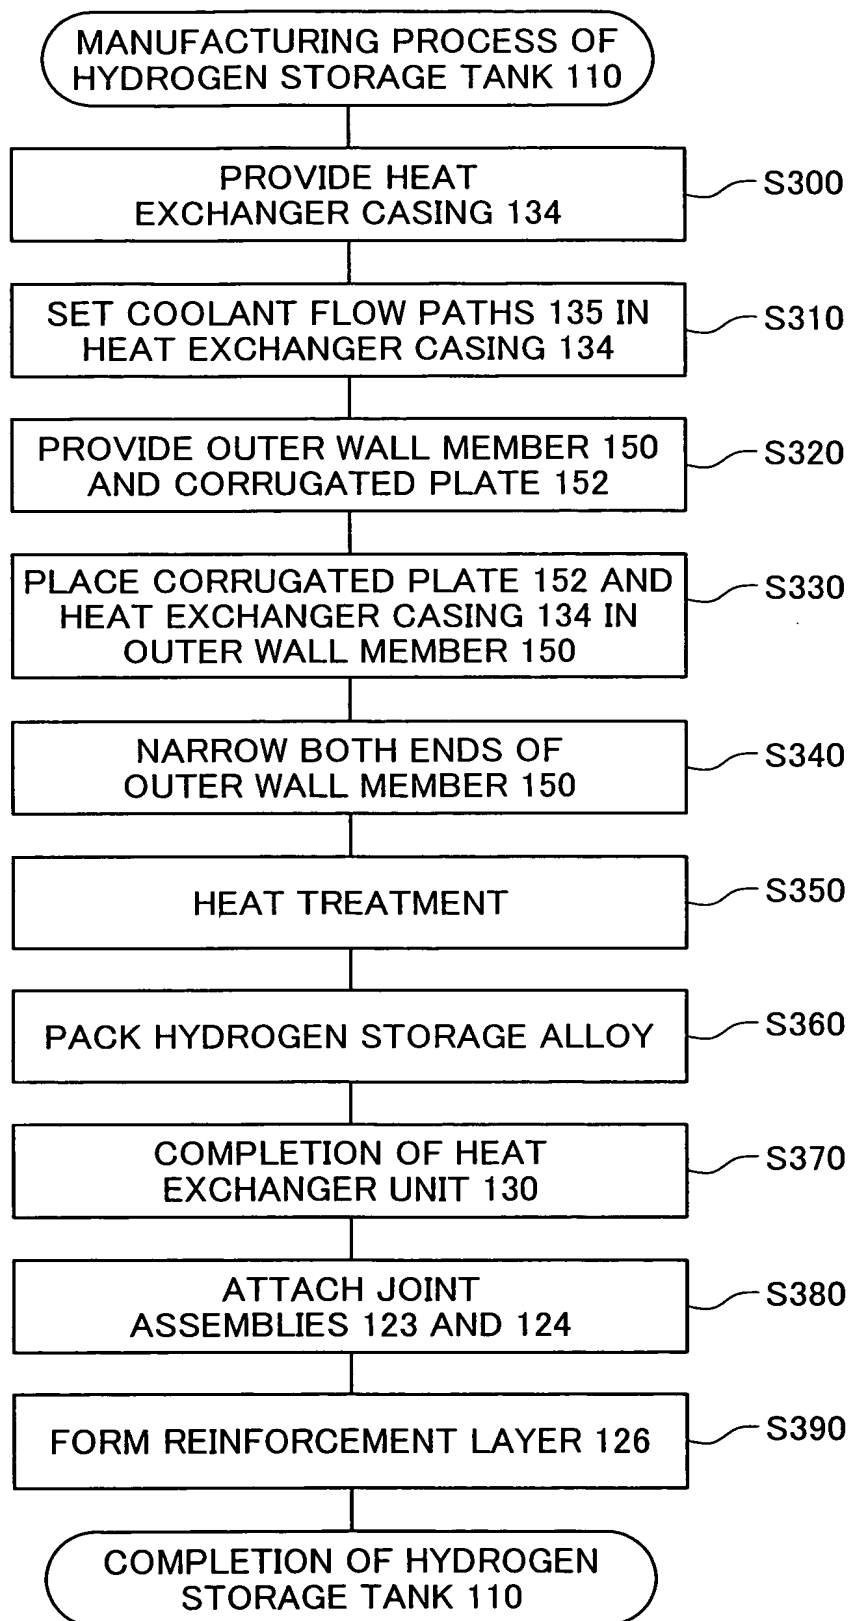 MANUFACTURING PROCESS OF
HYDROGEN STORAGE TANK 110
PROVIDE HEAT
EXCHANGER CASING 134
S300
SET COOLANT FLOW PATHS 135 IN
HEAT EXCHANGER CASING 134
S310
PROVIDE OUTER WALL MEMBER 150
AND CORRUGATED PLATE 152
S320
PLACE CORRUGATED PLATE 152 AND
HEAT EXCHANGER CASING 134 IN
OUTER WALL MEMBER 150
S330
NARROW BOTH ENDS OF
OUTER WALL MEMBER 150
S340
HEAT TREATMENT
S350
PACK HYDROGEN STORAGE ALLOY
S360
COMPLETION OF HEAT
EXCHANGER UNIT 130
S370
ATTACH JOINT
ASSEMBLIES 123 AND 124
S380
FORM REINFORCEMENT LAYER 126
S390
COMPLETION OF HYDROGEN
STORAGE TANK 110